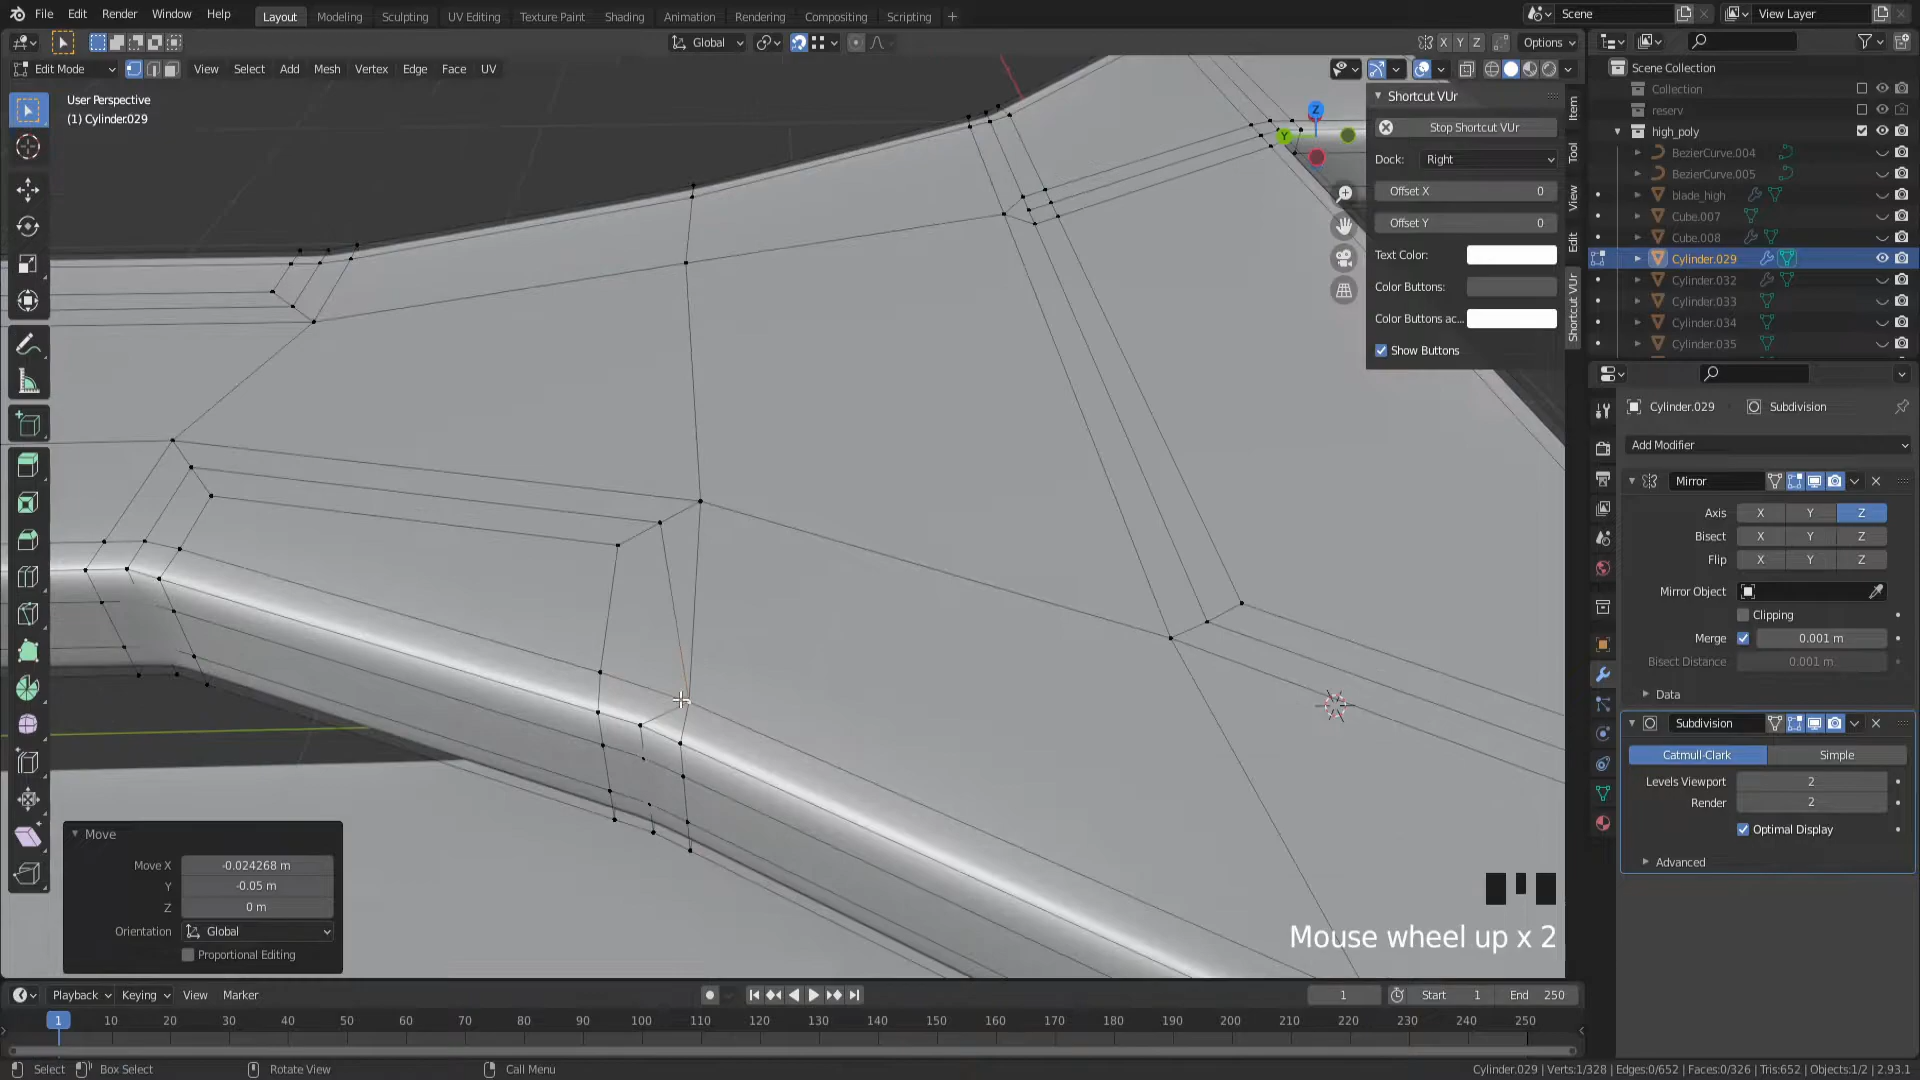 File Edit Render Window Help Layout Modeling Sculpting UV Editing Texture Paint Shading Animation Rendering Compositing Scripting + Scene View Layer
Global X Y Z Options
Edit Mode View Select Add Mesh Vertex Edge Face UV
User Perspective
(1) Cylinder.029
Shortcut VUr
Stop Shortcut VUr
Dock: Right
Offset X 0
Offset Y 0
Text Color:
Color Buttons:
Color Buttons ac...
Show Buttons
Z
Y
Item
Tool
View
Edit
Shortcut VUr
Scene Collection
Collection
reserv
high_poly
BezierCurve.004
BezierCurve.005
blade_high
Cube.007
Cube.008
Cylinder.029
Cylinder.032
Cylinder.033
Cylinder.034
Cylinder.035
Cylinder.029 Subdivision
Add Modifier
Mirror
Axis X Y Z
Bisect X Y Z
Flip X Y Z
Mirror Object
Clipping
Merge 0.001 m
Bisect Distance 0.001 m
Data
Subdivision
Catmull-Clark Simple
Levels Viewport 2
Render 2
Optimal Display
Advanced
Move
Move X -0.024268 m
Y -0.05 m
Z 0 m
Orientation Global
Proportional Editing
Mouse wheel up x 2
Playback Keying View Marker 1 Start 1 End 250
1 10 20 30 40 50 60 70 80 90 100 110 120 130 140 150 160 170 180 190 200 210 220 230 240 250
Select Box Select Rotate View Call Menu Cylinder.029 | Verts:1/328 | Edges:0/652 | Faces:0/326 | Tris:652 | Objects:1/2 | 2.93.1